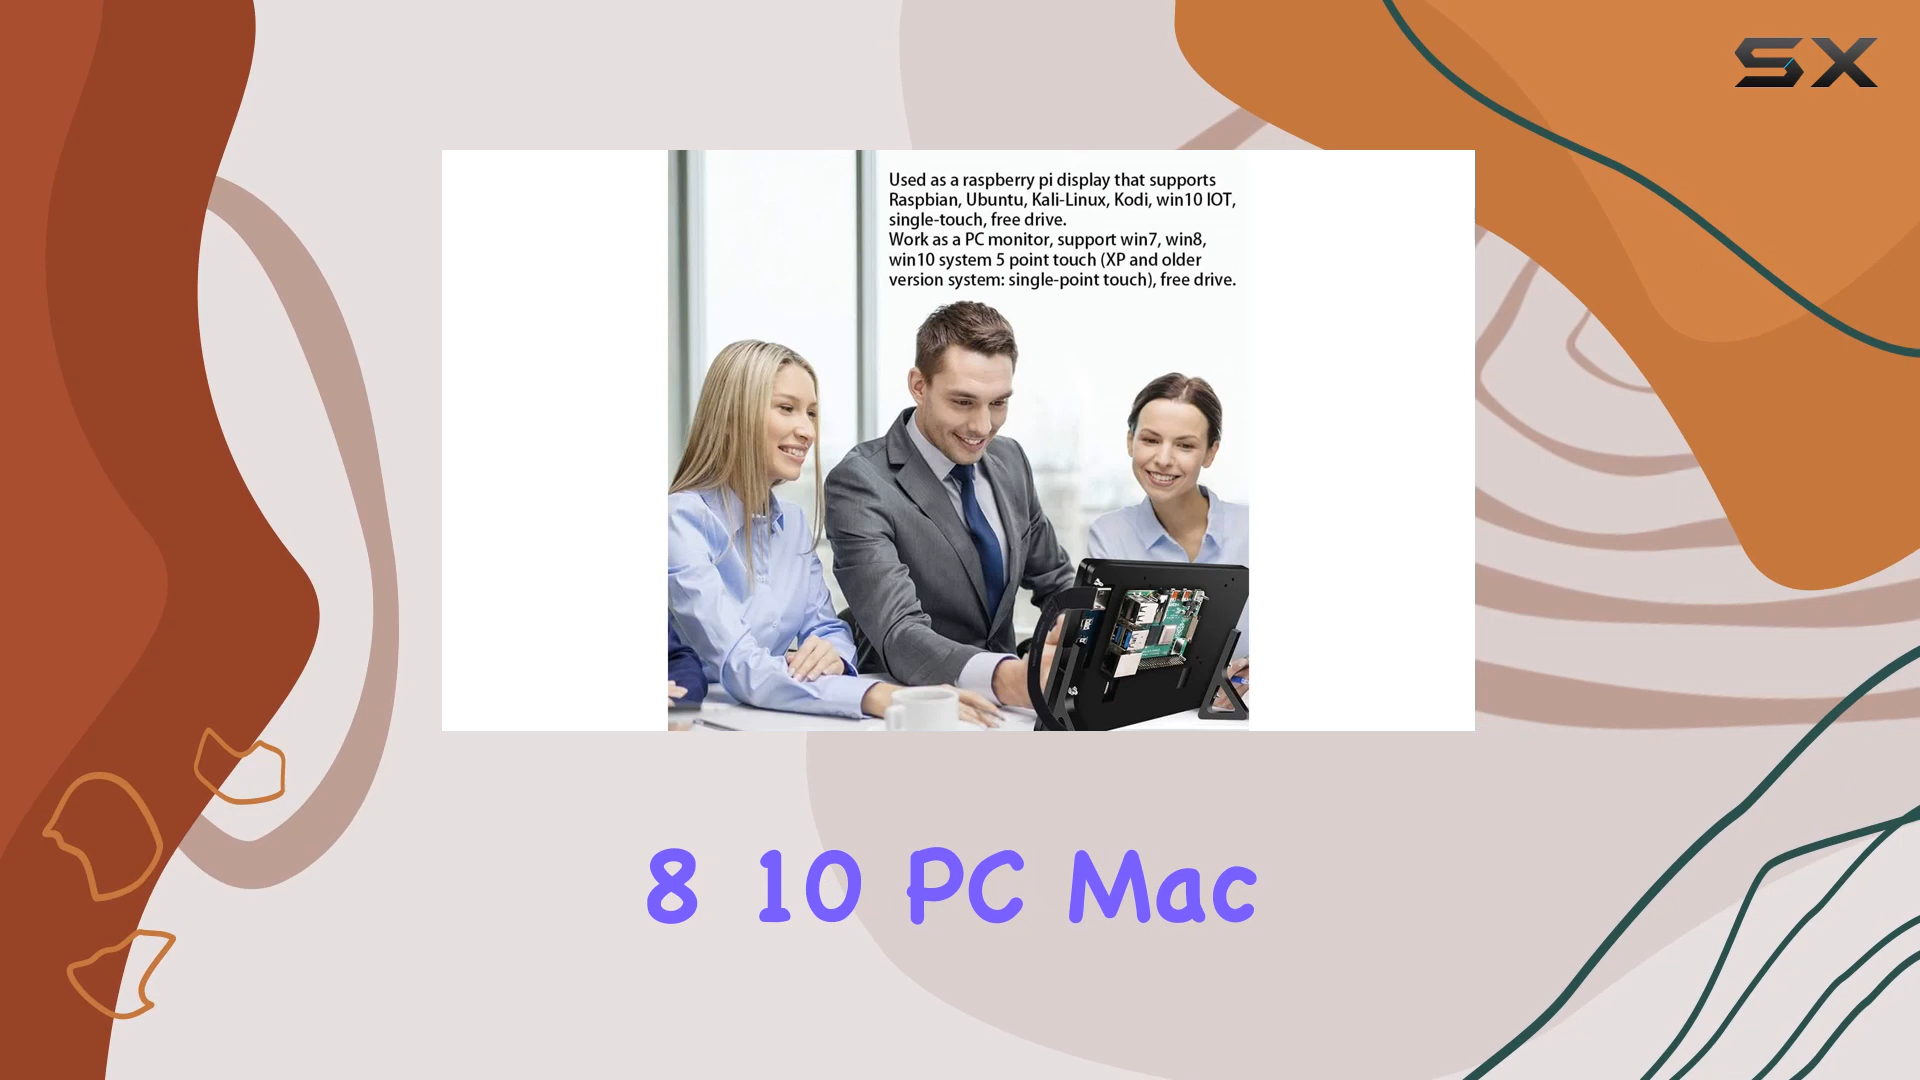 SX
Used as a raspberry pi display that supports
Raspbian, Ubuntu, Kali-Linux, Kodi, win10 IOT,
single-touch, free drive.
Work as a PC monitor, support win7, win8,
win10 system 5 point touch (XP and older
version system: single-point touch), free drive.
8 10 PC Mac